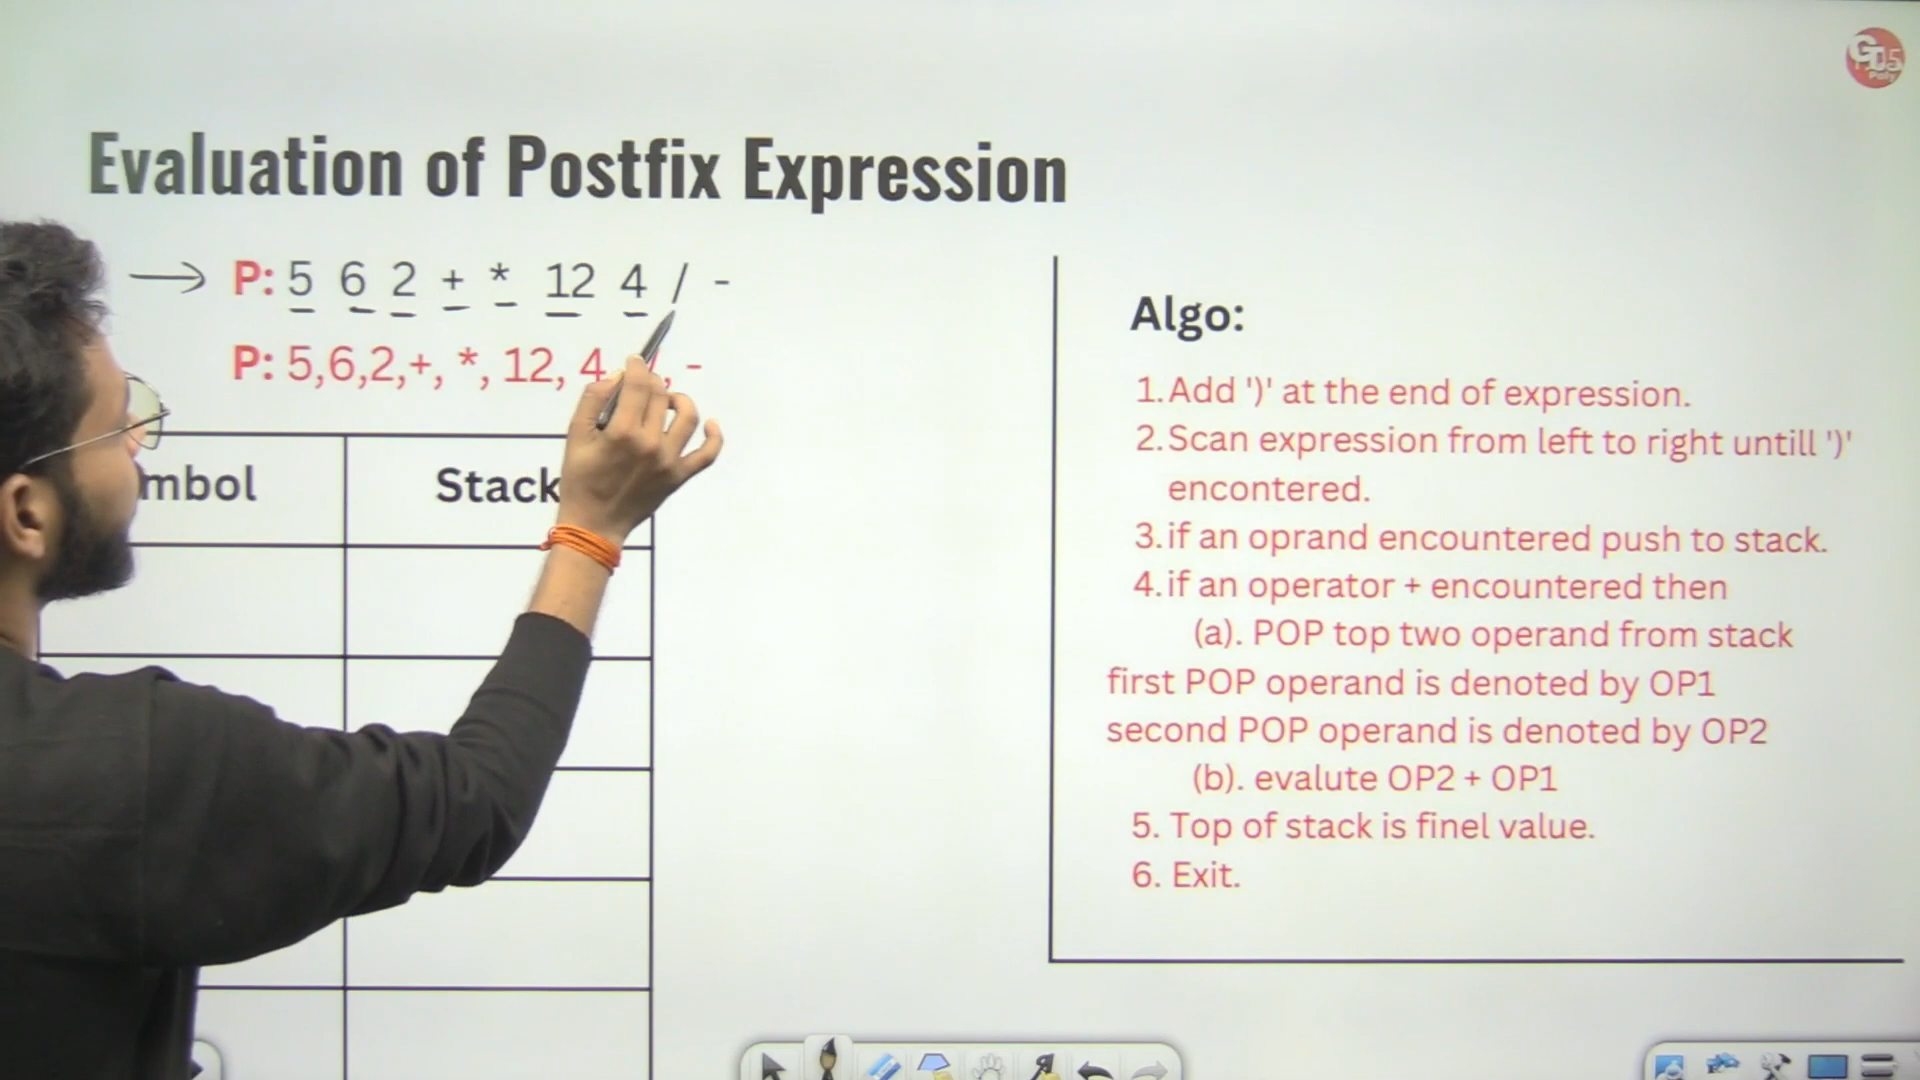 Evaluation of Postfix Expression
P: 5 6 2 + * 12 4 / -
P: 5,6,2,+, *, 12, 4 , -
mbol
Stack
Algo:
1.Add ')' at the end of expression.
2.Scan expression from left to right untill ')'
encontered.
3.if an oprand encountered push to stack.
4.if an operator + encountered then
(a). POP top two operand from stack
first POP operand is denoted by OP1
second POP operand is denoted by OP2
(b). evalute OP2 + OP1
5. Top of stack is finel value.
6. Exit.